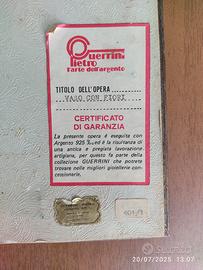 Guerrini
Pietro
l'arte dell'argento
TITOLO DELL'OPERA
VASO CON FIORI
CERTIFICATO
DI GARANZIA
La presente opera è eseguita con
Argento 925 ‰, ed è la risultanza di
una antica e pregiata lavorazione
artigiana, per questo fa parte della
collezione GUERRINI che potrete
trovare nelle migliori gioiellerie con-
cessionarie.
subito
20/07/2025 13:07